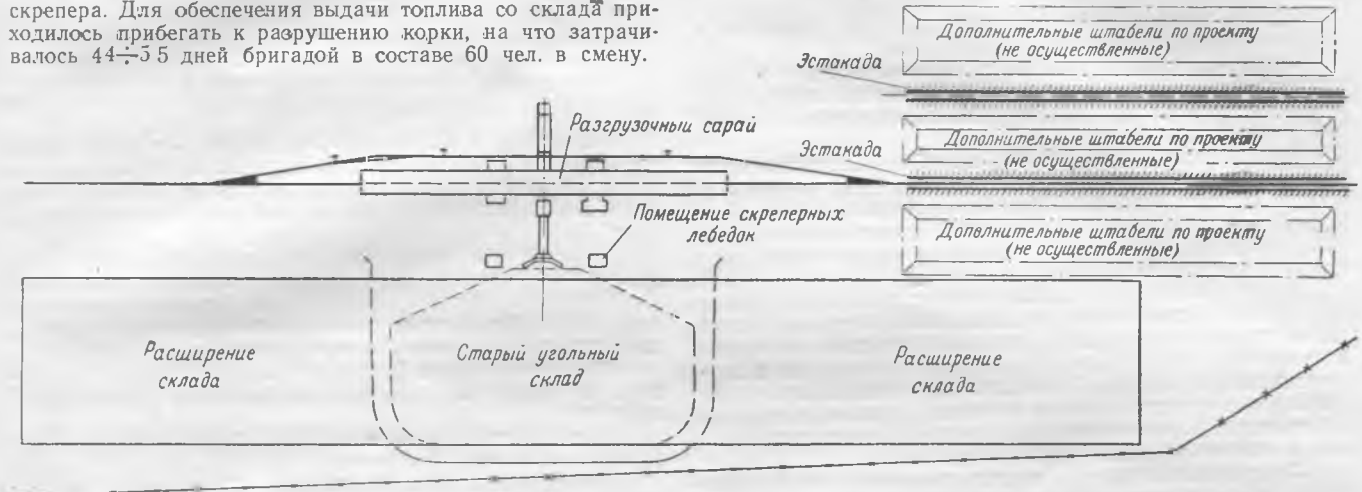 скрепера. Для обеспечения выдачи топлива со склада при-
ходилось прибегать к разрушению корки, на что затрачи-
валось 44÷55 дней бригадой в составе 60 чел. в смену.
Дополнительные штабели по проекту
(не осуществленные)
Эстакада
Разгрузочный сарай
Дополнительные штабели по проекту
(не осуществленные)
Эстакада
Помещение скреперных
лебедок
Дополнительные штабели по проекту
(не осуществленные)
Расширение
склада
Старый угольный
склад
Расширение
склада